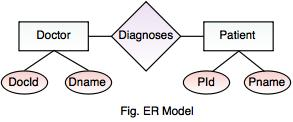 Doctor Diagnoses Patient
DocId Dname PId Pname
Fig. ER Model